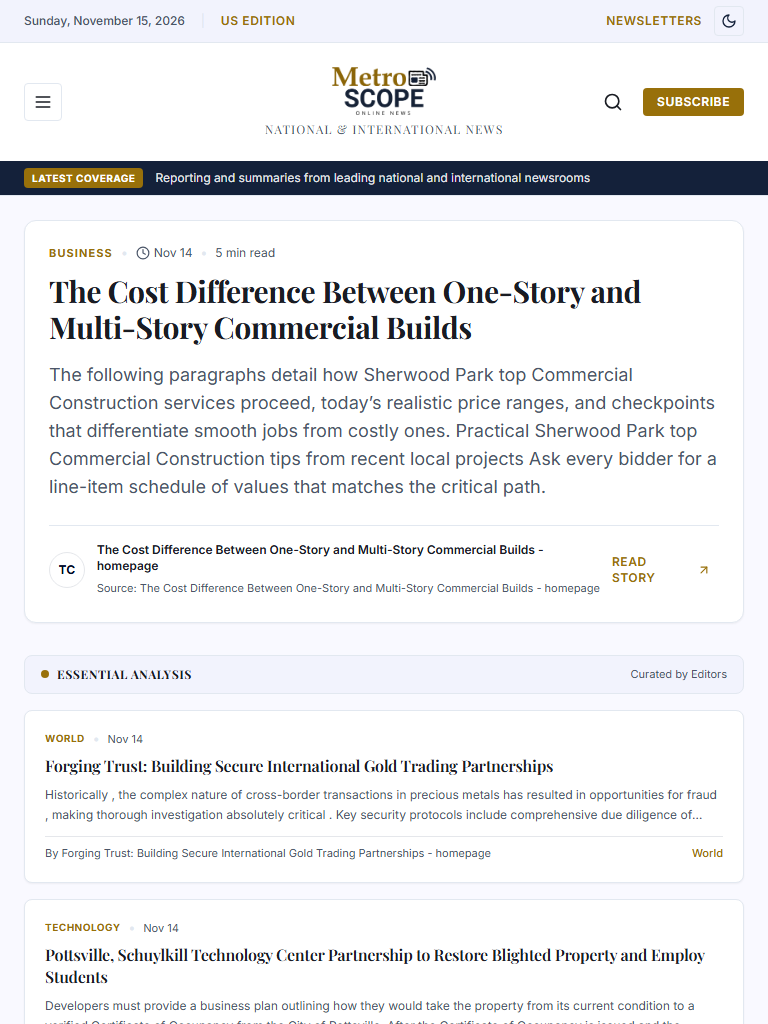 Sunday, November 15, 2026
US EDITION
NEWSLETTERS
Metro
SCOPE
ONLINE NEWS
NATIONAL & INTERNATIONAL NEWS
SUBSCRIBE
LATEST COVERAGE
Reporting and summaries from leading national and international newsrooms
BUSINESS
Nov 14
5 min read
The Cost Difference Between One-Story and
Multi-Story Commercial Builds
The following paragraphs detail how Sherwood Park top Commercial
Construction services proceed, today’s realistic price ranges, and checkpoints
that differentiate smooth jobs from costly ones. Practical Sherwood Park top
Commercial Construction tips from recent local projects Ask every bidder for a
line-item schedule of values that matches the critical path.
TC
The Cost Difference Between One-Story and Multi-Story Commercial Builds -
homepage
Source: The Cost Difference Between One-Story and Multi-Story Commercial Builds - homepage
READ
STORY
ESSENTIAL ANALYSIS
Curated by Editors
WORLD
Nov 14
Forging Trust: Building Secure International Gold Trading Partnerships
Historically , the complex nature of cross-border transactions in precious metals has resulted in opportunities for fraud
, making thorough investigation absolutely critical . Key security protocols include comprehensive due diligence of...
By Forging Trust: Building Secure International Gold Trading Partnerships - homepage
World
TECHNOLOGY
Nov 14
Pottsville, Schuylkill Technology Center Partnership to Restore Blighted Property and Employ
Students
Developers must provide a business plan outlining how they would take the property from its current condition to a